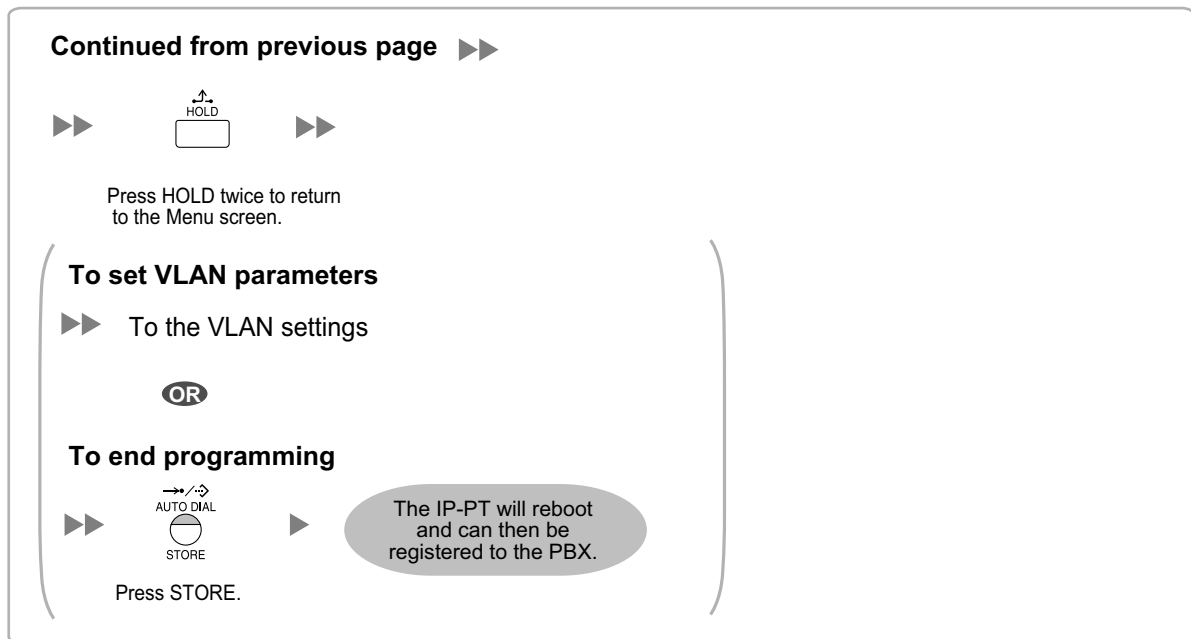 Continued from previous page
HOLD
Press HOLD twice to return
to the Menu screen.
To set VLAN parameters
To the VLAN settings
OR
To end programming
AUTO DIAL
STORE
Press STORE.
The IP-PT will reboot
and can then be
registered to the PBX.